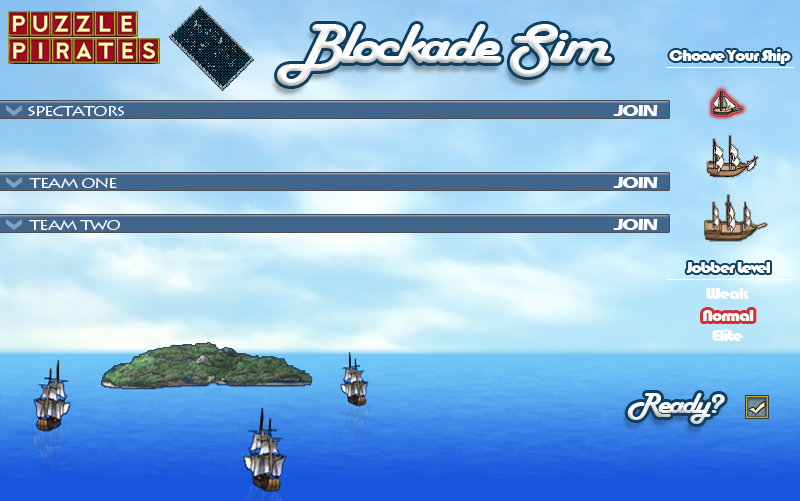 PUZZLE
PIRATES
Blockade Sim
Choose Your Ship
SPECTATORS JOIN
TEAM ONE JOIN
TEAM TWO JOIN
Jobber Level
Weak
Normal
Elite
Ready?